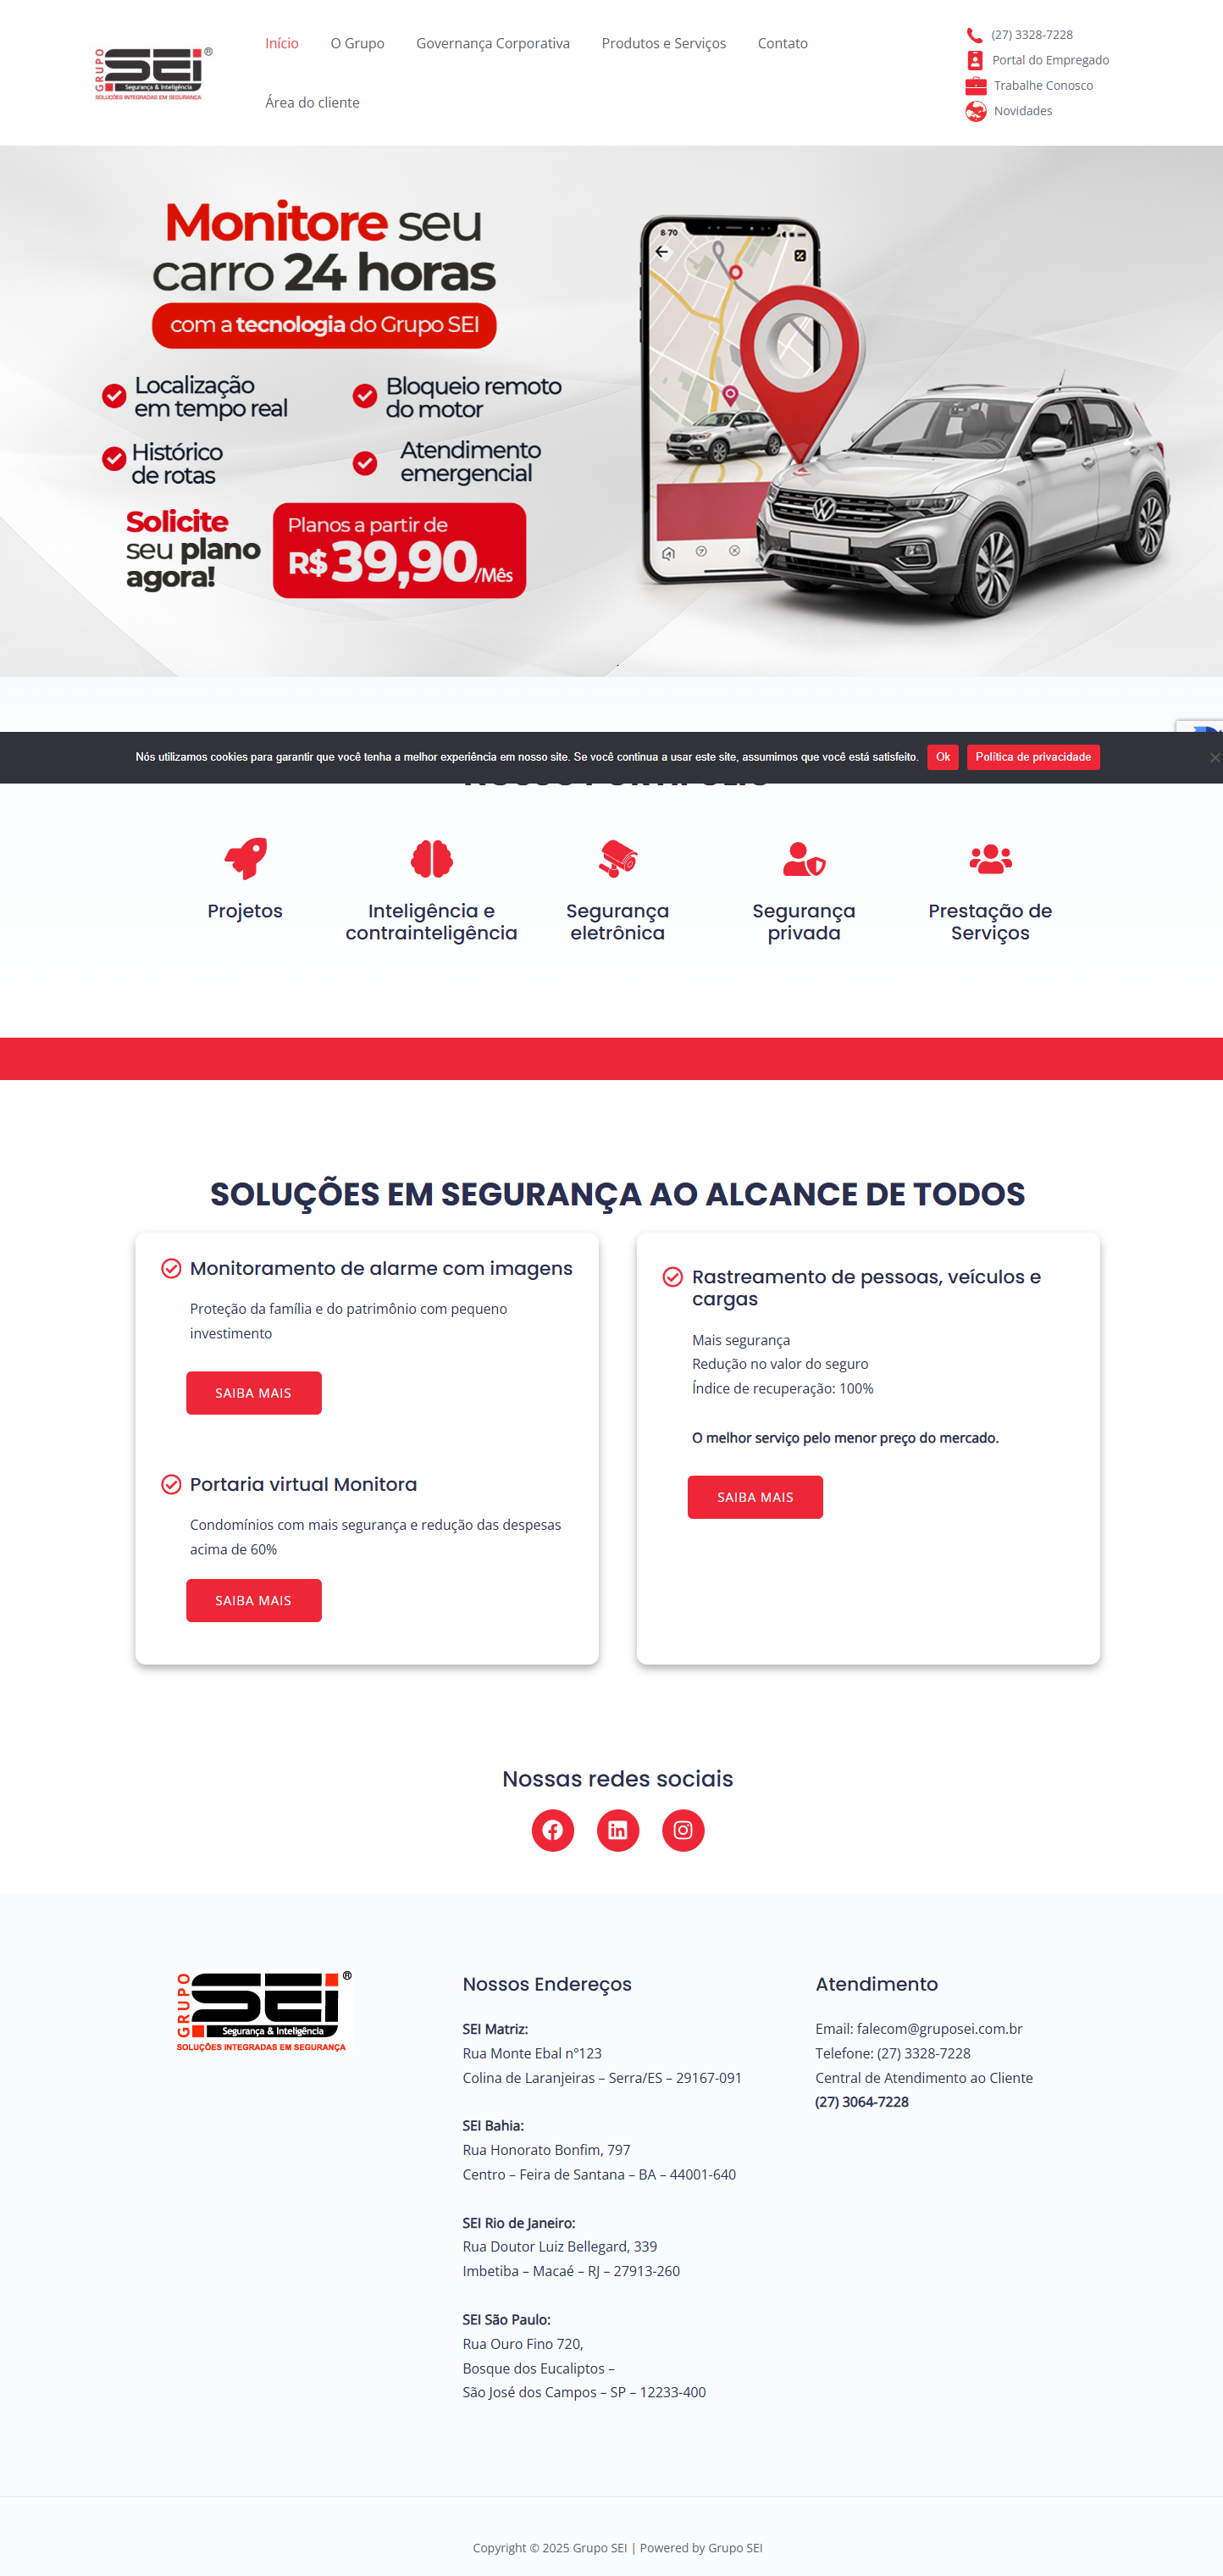 GRUPO
SEi®
Segurança & Inteligência
SOLUÇÕES INTEGRADAS EM SEGURANÇA
Início
O Grupo
Governança Corporativa
Produtos e Serviços
Contato
Área do cliente
(27) 3328-7228
Portal do Empregado
Trabalhe Conosco
Novidades
Monitore seu
carro 24 horas
com a tecnologia do Grupo SEI
Localização
em tempo real
Bloqueio remoto
do motor
Histórico
de rotas
Atendimento
emergencial
Solicite
seu plano
agora!
Planos a partir de
R$ 39,90/Mês
8 70
Nós utilizamos cookies para garantir que você tenha a melhor experiência em nosso site. Se você continua a usar este site, assumimos que você está satisfeito.
Ok
Política de privacidade
Projetos
Inteligência e
contrainteligência
Segurança
eletrônica
Segurança
privada
Prestação de
Serviços
SOLUÇÕES EM SEGURANÇA AO ALCANCE DE TODOS
Monitoramento de alarme com imagens
Proteção da família e do patrimônio com pequeno
investimento
SAIBA MAIS
Portaria virtual Monitora
Condomínios com mais segurança e redução das despesas
acima de 60%
SAIBA MAIS
Rastreamento de pessoas, veículos e
cargas
Mais segurança
Redução no valor do seguro
Índice de recuperação: 100%
O melhor serviço pelo menor preço do mercado.
SAIBA MAIS
Nossas redes sociais
GRUPO
SEi®
Segurança & Inteligência
SOLUÇÕES INTEGRADAS EM SEGURANÇA
Nossos Endereços
SEI Matriz:
Rua Monte Ebal nº123
Colina de Laranjeiras – Serra/ES – 29167-091
SEI Bahia:
Rua Honorato Bonfim, 797
Centro – Feira de Santana – BA – 44001-640
SEI Rio de Janeiro:
Rua Doutor Luiz Bellegard, 339
Imbetiba – Macaé – RJ – 27913-260
SEI São Paulo:
Rua Ouro Fino 720,
Bosque dos Eucaliptos –
São José dos Campos – SP – 12233-400
Atendimento
Email: falecom@gruposei.com.br
Telefone: (27) 3328-7228
Central de Atendimento ao Cliente
(27) 3064-7228
Copyright © 2025 Grupo SEI | Powered by Grupo SEI